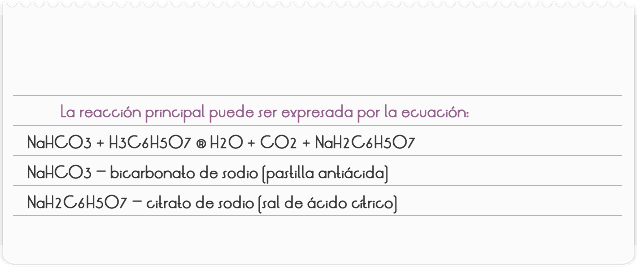 La reacción principal puede ser expresada por la ecuación:
NaHCO3 + H3C6H5O7 ® H2O + CO2 + NaH2C6H5O7
NaHCO3 – bicarbonato de sodio (pastilla antiácida)
NaH2C6H5O7 – citrato de sodio (sal de ácido cítrico)